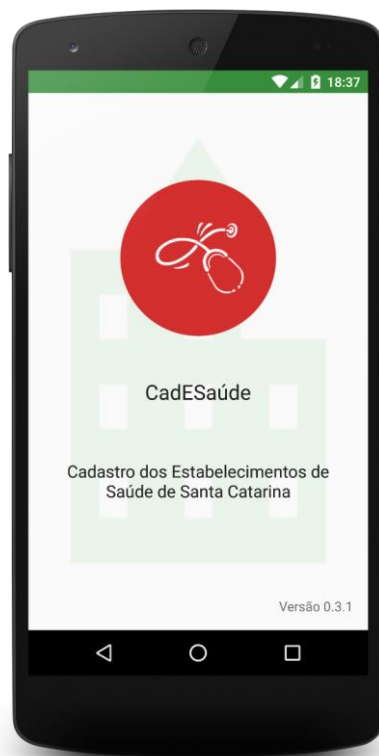 18:37
CadESaúde
Cadastro dos Estabelecimentos de
Saúde de Santa Catarina
Versão 0.3.1